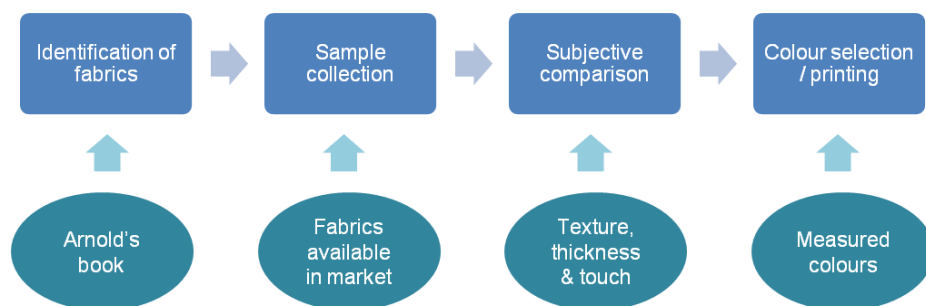 Identification of
fabrics
Sample
collection
Subjective
comparison
Colour selection
/ printing
Arnold's
book
Fabrics
available
in market
Texture,
thickness
& touch
Measured
colours